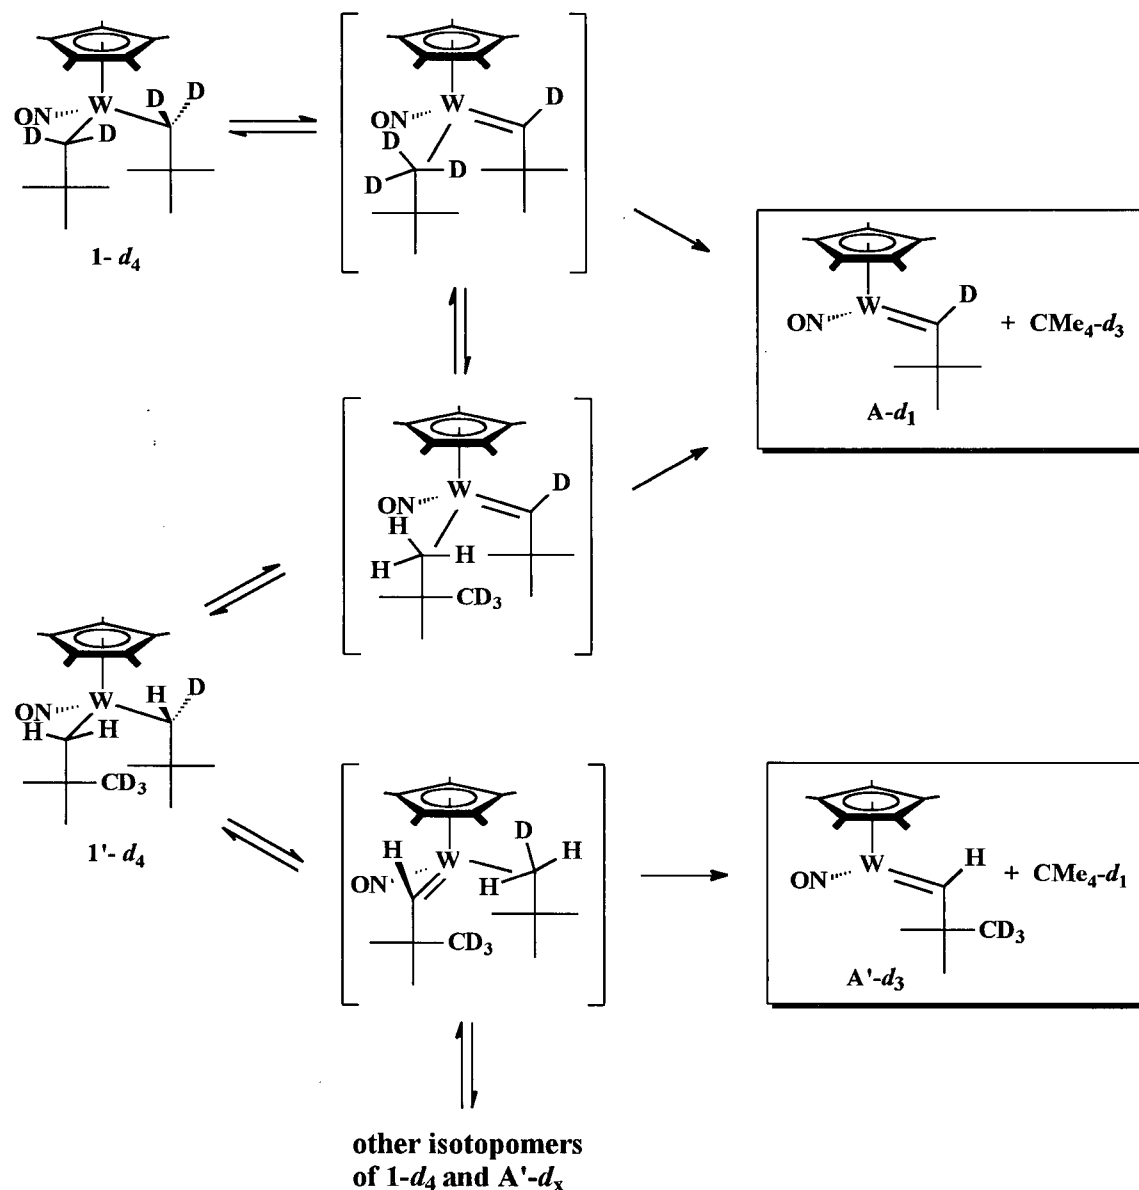 W
ON
D
D
D
D
1- d4
W
ON
D
D
D
D
W
ON
D
+ CMe4-d3
A-d1
W
ON
D
H
H
H
CD3
W
ON
H
D
H
H
CD3
1'- d4
W
ON
H
D
H
H
CD3
W
ON
H
+ CMe4-d1
CD3
A'-d3
other isotopomers
of 1-d4 and A'-dx